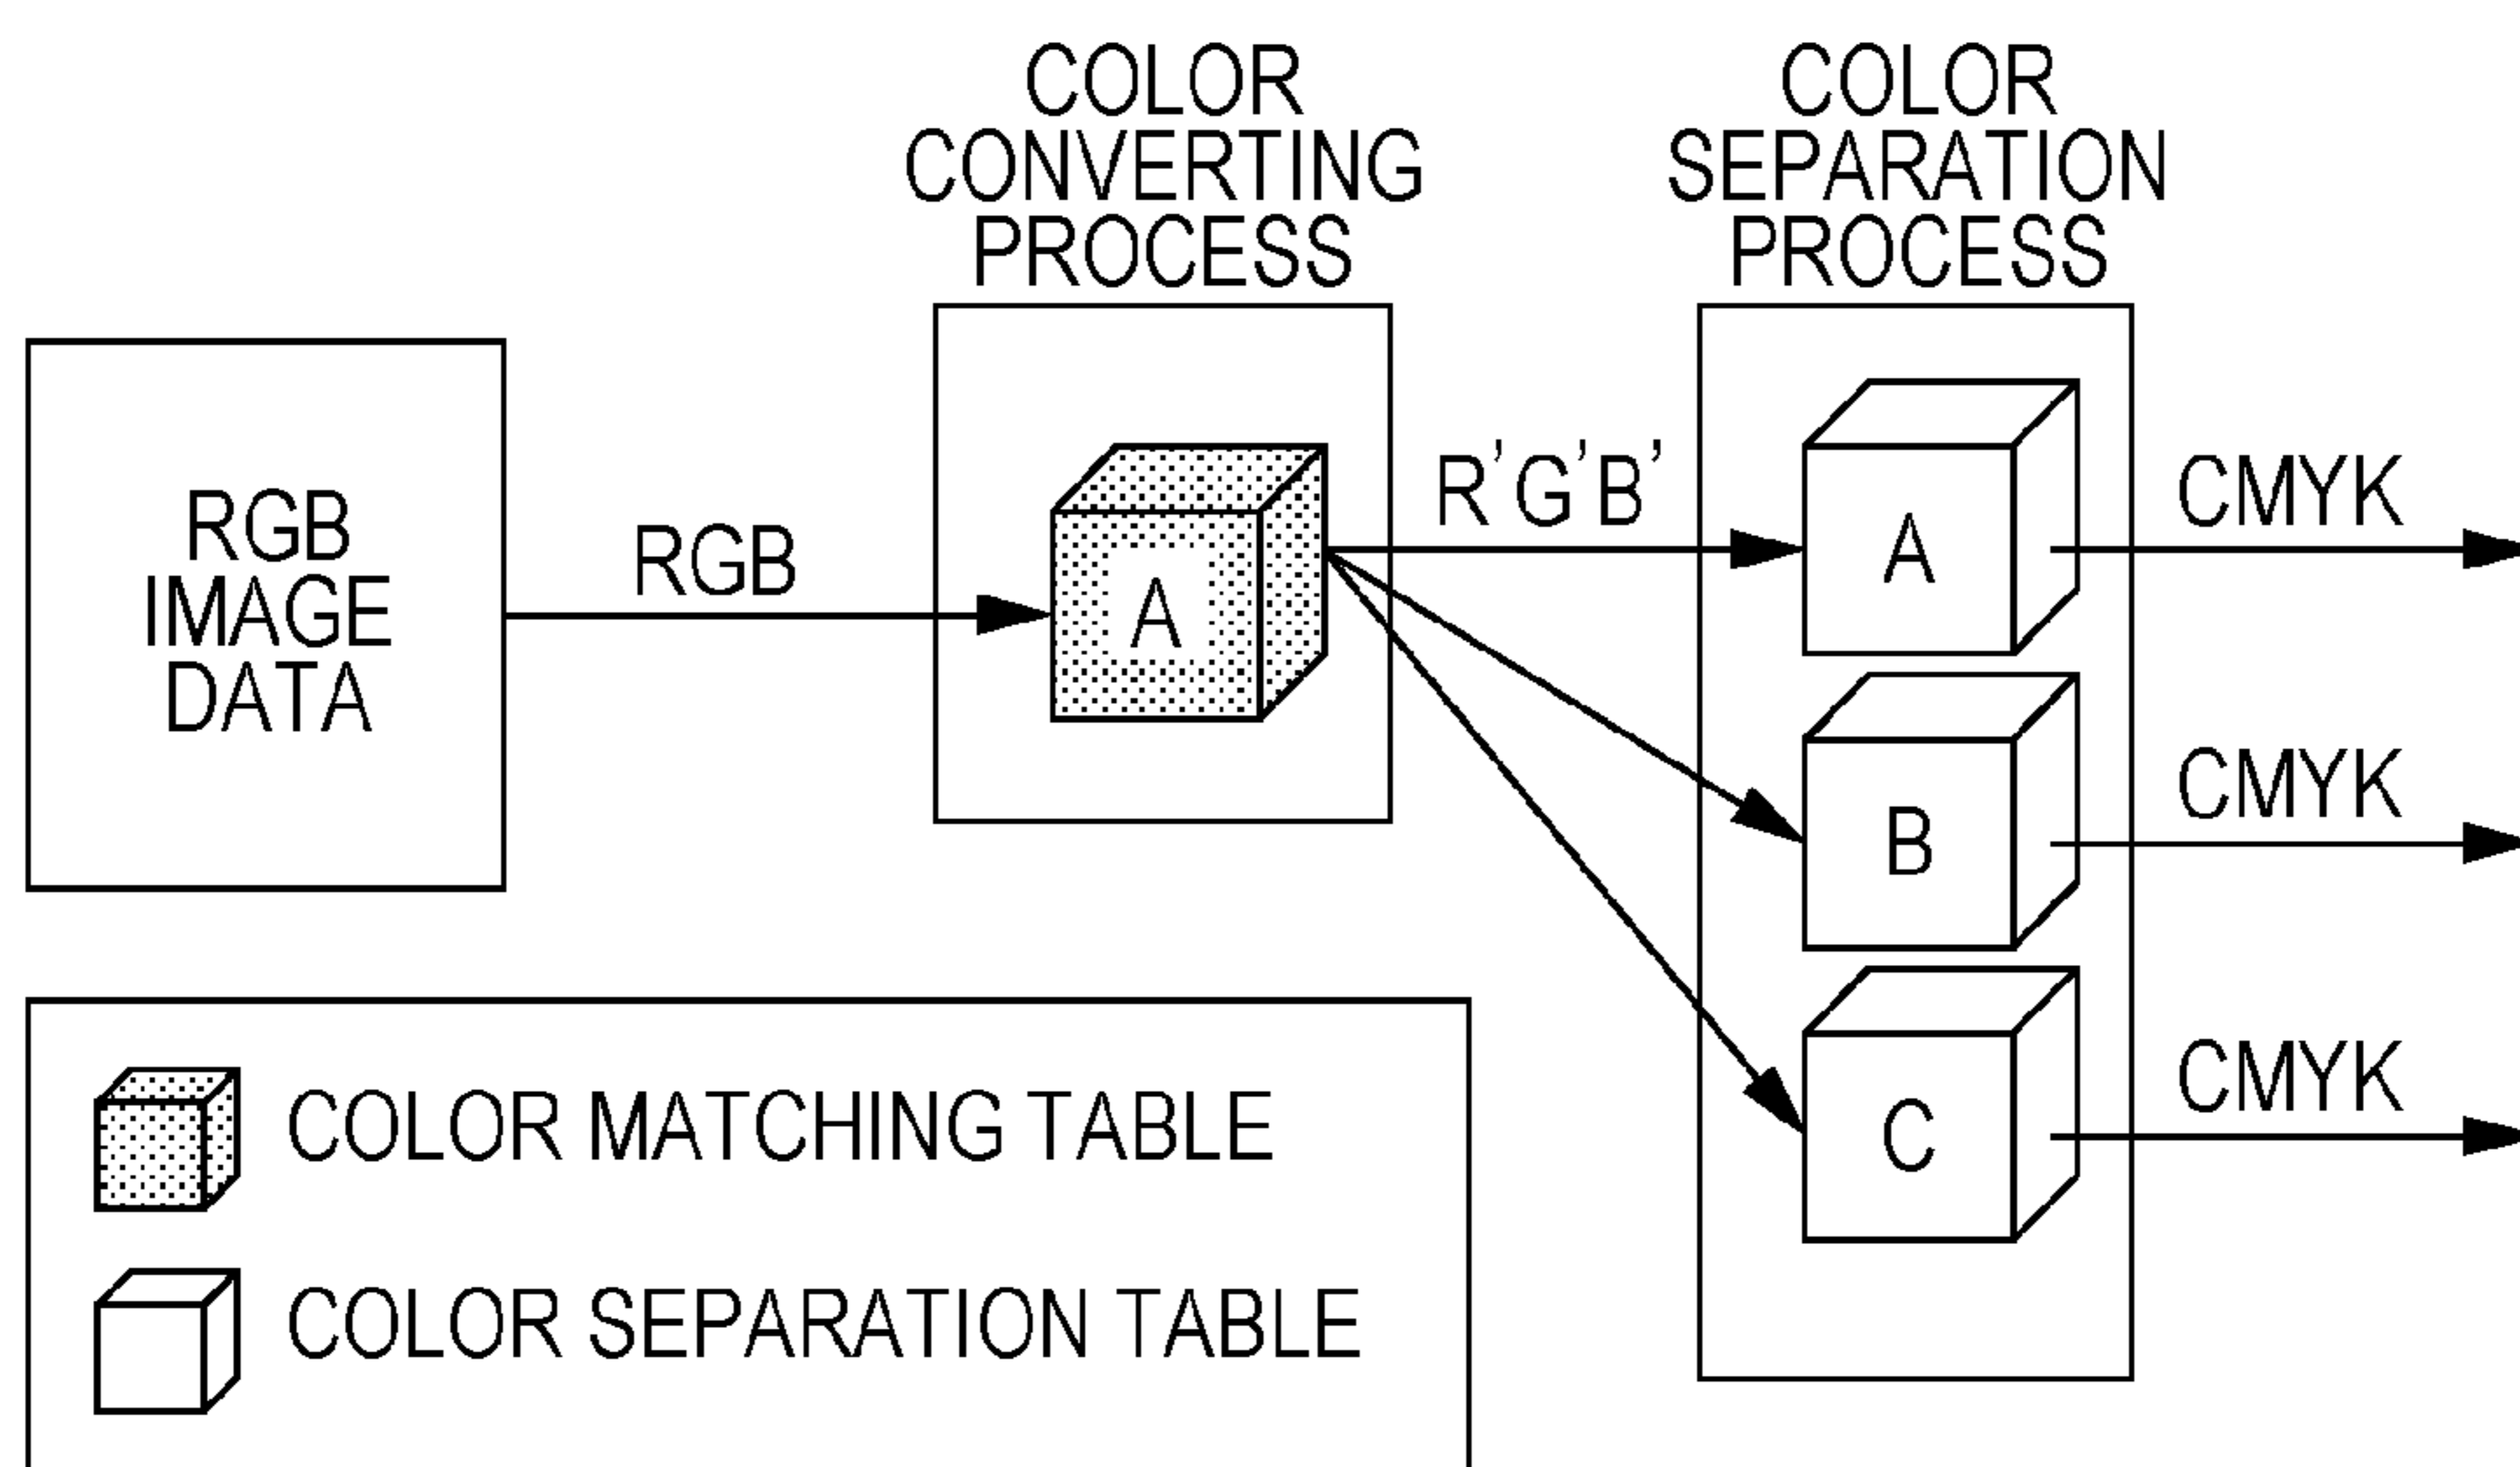 COLOR
CONVERTING
PROCESS
COLOR
SEPARATION
PROCESS
RGB
IMAGE
DATA
RGB
A
R'G'B'
A
CMYK
B
CMYK
C
CMYK
COLOR MATCHING TABLE
COLOR SEPARATION TABLE